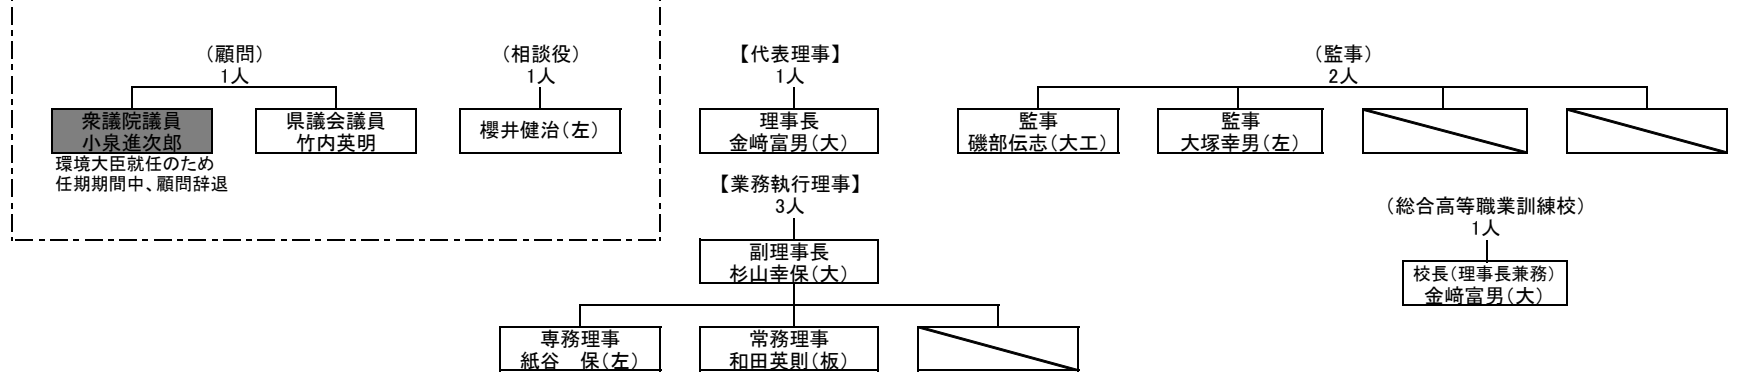 (顧問)
1人
衆議院議員
小泉進次郎
環境大臣就任のため
任期期間中、顧問辞退
県議会議員
竹内英明
(相談役)
1人
櫻井健治(左)
【代表理事】
1人
理事長
金﨑富男(大)
【業務執行理事】
3人
副理事長
杉山幸保(大)
専務理事
紙谷　保(左)
常務理事
和田英則(板)
(監事)
2人
監事
磯部伝志(大工)
監事
大塚幸男(左)
(総合高等職業訓練校)
1人
校長(理事長兼務)
金﨑富男(大)